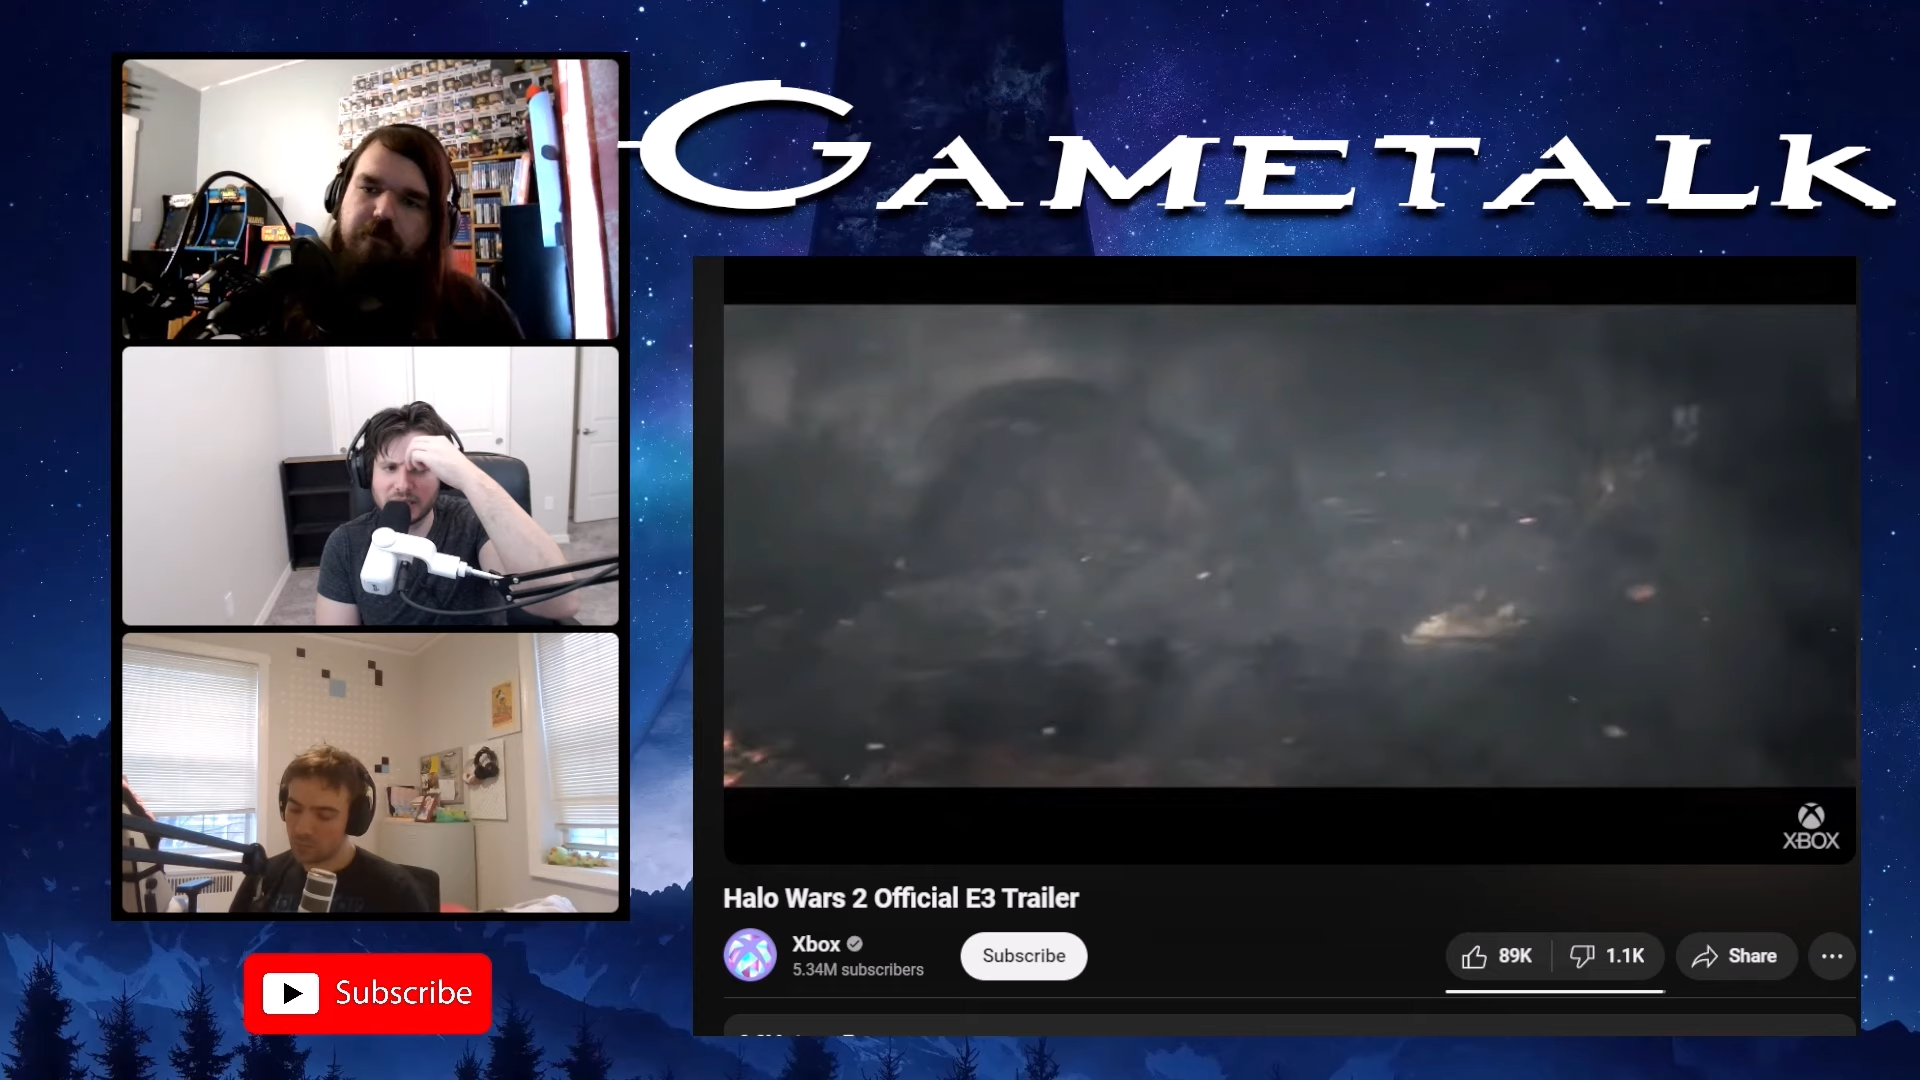 GAMETALK
XBOX
Halo Wars 2 Official E3 Trailer
Xbox
5.34M subscribers
Subscribe
89K
1.1K
Share
Subscribe